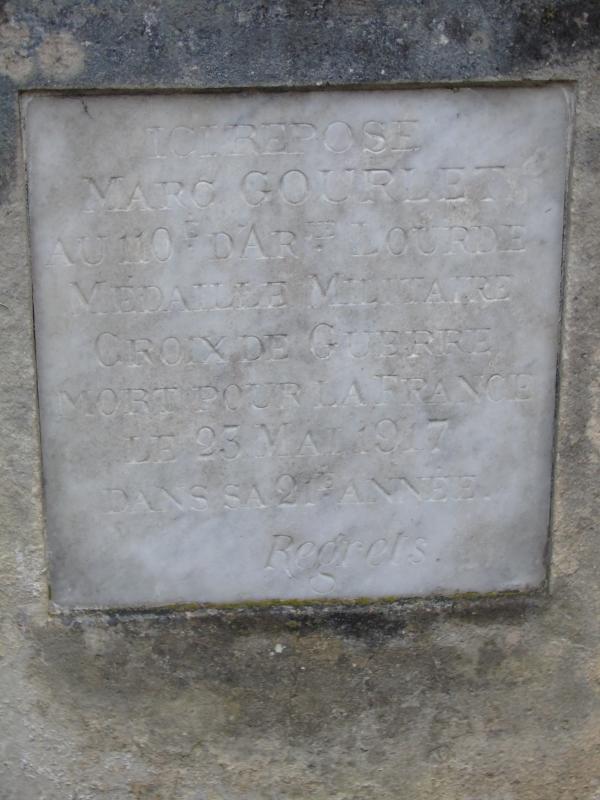 ICI REPOSE
MARC GOURLET
AU 110E D'ARTIE LOURDE
MÉDAILLE MILITAIRE
CROIX DE GUERRE
MORT POUR LA FRANCE
LE 23 MAI 1917
DANS SA 21E ANNÉE.
Regrets.